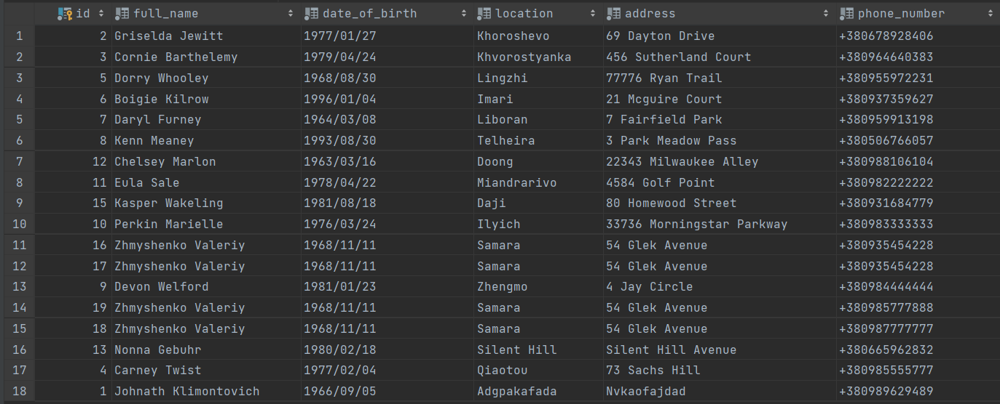 id full_name date_of_birth location address phone_number
1 2 Griselda Jewitt 1977/01/27 Khoroshevo 69 Dayton Drive +380678928406
2 3 Cornie Barthelemy 1979/04/24 Khvorostyanka 456 Sutherland Court +380964640383
3 5 Dorry Whooley 1968/08/30 Lingzhi 77776 Ryan Trail +380955972231
4 6 Boigie Kilrow 1996/01/04 Imari 21 Mcguire Court +380937359627
5 7 Daryl Furney 1964/03/08 Liboran 7 Fairfield Park +380959913198
6 8 Kenn Meaney 1993/08/30 Telheira 3 Park Meadow Pass +380506766057
7 12 Chelsey Marlon 1963/03/16 Doong 22343 Milwaukee Alley +380988106104
8 11 Eula Sale 1978/04/22 Miandrarivo 4584 Golf Point +380982222222
9 15 Kasper Wakeling 1981/08/18 Daji 80 Homewood Street +380931684779
10 10 Perkin Marielle 1976/03/24 Ilyich 33736 Morningstar Parkway +380983333333
11 16 Zhmyshenko Valeriy 1968/11/11 Samara 54 Glek Avenue +380935454228
12 17 Zhmyshenko Valeriy 1968/11/11 Samara 54 Glek Avenue +380935454228
13 9 Devon Welford 1981/01/23 Zhengmo 4 Jay Circle +380984444444
14 19 Zhmyshenko Valeriy 1968/11/11 Samara 54 Glek Avenue +380985777888
15 18 Zhmyshenko Valeriy 1968/11/11 Samara 54 Glek Avenue +380987777777
16 13 Nonna Gebuhr 1980/02/18 Silent Hill Silent Hill Avenue +380665962832
17 4 Carney Twist 1977/02/04 Qiaotou 73 Sachs Hill +380985555777
18 1 Johnath Klimontovich 1966/09/05 Adgpakafada Nvkaofajdad +380989629489